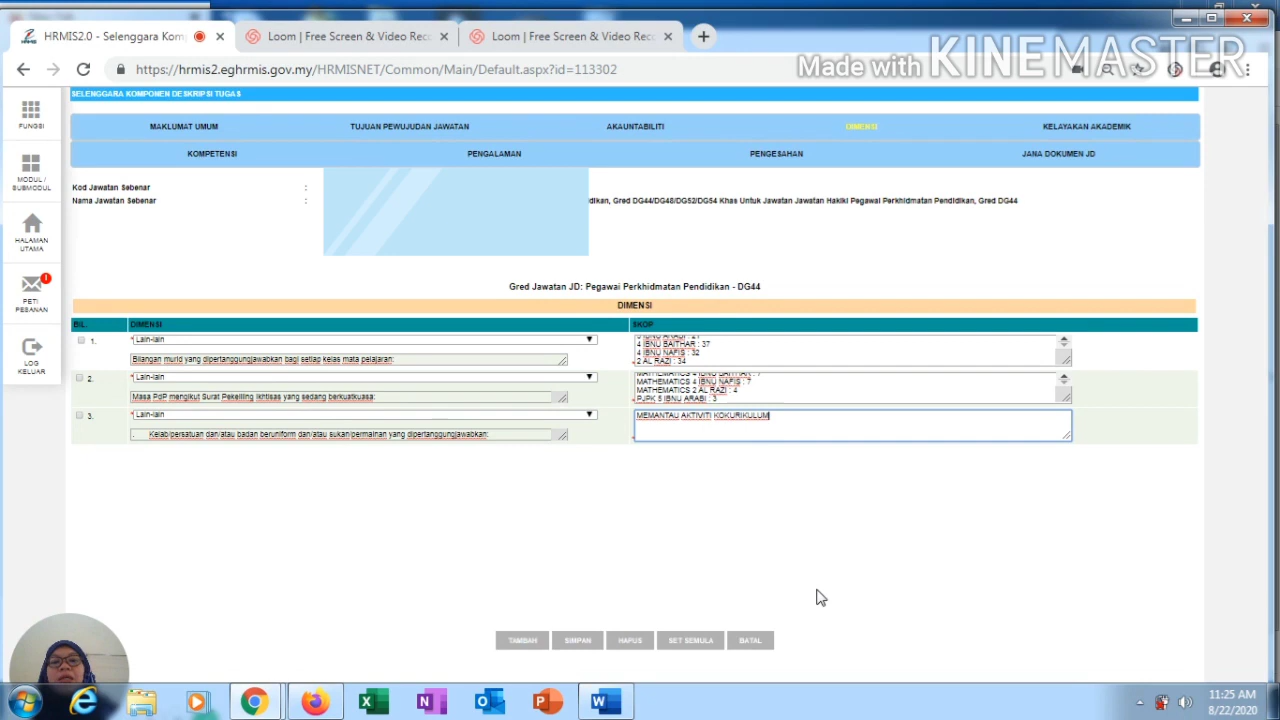 HRMIS2.0 - Selenggara Kom
Loom | Free Screen & Video Rec
Loom | Free Screen & Video Rec
https://hrmis2.eghrmis.gov.my/HRMISNET/Common/Main/Default.aspx?id=113302
Made with KINEMASTER
SELENGGARA KOMPONEN DESKRIPSI TUGAS
FUNGSI
MODUL /
SUBMODUL
HALAMAN
UTAMA
PETI
PESANAN
LOG
KELUAR
MAKLUMAT UMUM
TUJUAN PEWUJUDAN JAWATAN
AKAUNTABILITI
DIMENSI
KELAYAKAN AKADEMIK
KOMPETENSI
PENGALAMAN
PENGESAHAN
JANA DOKUMEN JD
Kod Jawatan Sebenar :
Nama Jawatan Sebenar : dikan, Gred DG44/DG48/DG52/DG54 Khas Untuk Jawatan Jawatan Hakiki Pegawai Perkhidmatan Pendidikan, Gred DG44
Gred Jawatan JD: Pegawai Perkhidmatan Pendidikan - DG44
DIMENSI
BIL. DIMENSI SKOP
1. * Lain-lain
Bilangan murid yang dipertanggungjawabkan bagi setiap kelas mata pelajaran:
5 IBNU ARABI : 27
4 IBNU BAITHAR : 37
4 IBNU NAFIS : 32
2 AL RAZI : 34
2. * Lain-lain
Masa PdP mengikut Surat Pekeliling Ikhtisas yang sedang berkuatkuasa:
MATHEMATICS 4 IBNU BAITHAR : 7
MATHEMATICS 4 IBNU NAFIS : 7
MATHEMATICS 2 AL RAZI : 4
PJPK 5 IBNU ARABI : 3
3. * Lain-lain
. Kelab/persatuan dan/atau badan beruniform dan/atau sukan/permainan yang dipertanggungjawabkan:
MEMANTAU AKTIVITI KOKURIKULUM
TAMBAH
SIMPAN
HAPUS
SET SEMULA
BATAL
11:25 AM
8/22/2020